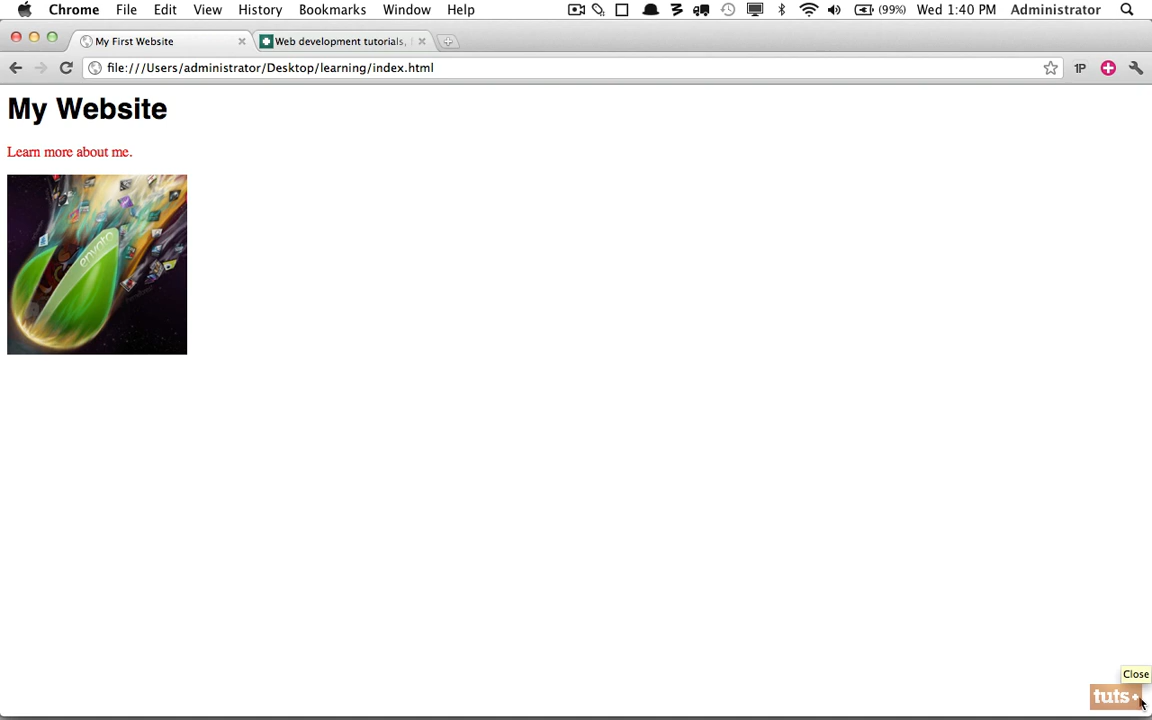 Chrome File Edit View History Bookmarks Window Help (99%) Wed 1:40 PM Administrator
My First Website Web development tutorials,
file:///Users/administrator/Desktop/learning/index.html 1P
My Website
Learn more about me.
envato
Close
tuts+